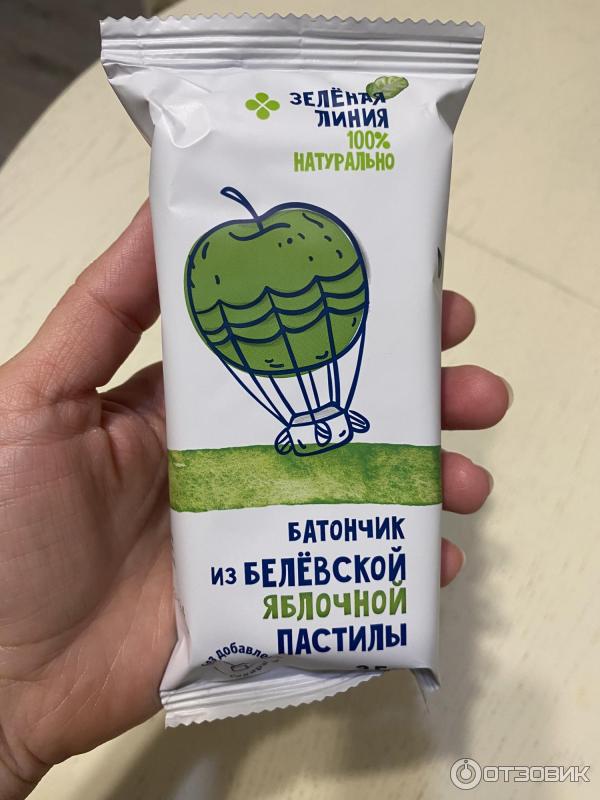 ЗЕЛЁНАЯ
ЛИНИЯ
100%
НАТУРАЛЬНО
БАТОНЧИК
ИЗ БЕЛЁВСКОЙ
ЯБЛОЧНОЙ
ПАСТИЛЫ
ОТЗОВИК